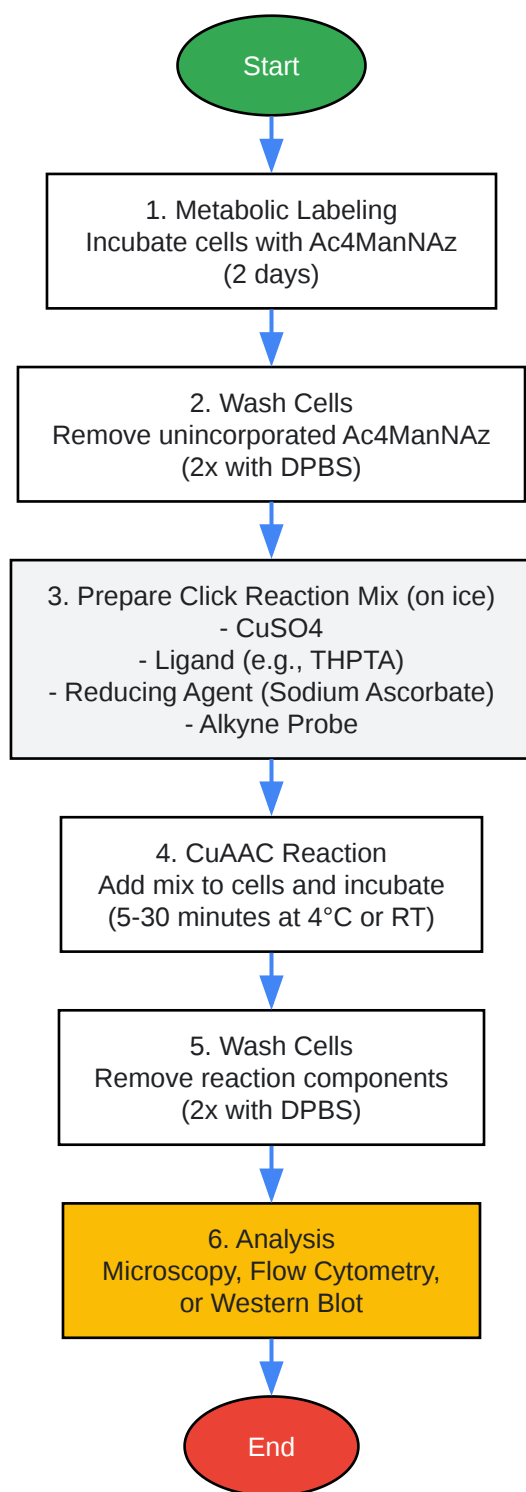 Start
1. Metabolic Labeling
Incubate cells with Ac4ManNAz
(2 days)
2. Wash Cells
Remove unincorporated Ac4ManNAz
(2x with DPBS)
3. Prepare Click Reaction Mix (on ice)
- CuSO4
- Ligand (e.g., THPTA)
- Reducing Agent (Sodium Ascorbate)
- Alkyne Probe
4. CuAAC Reaction
Add mix to cells and incubate
(5-30 minutes at 4°C or RT)
5. Wash Cells
Remove reaction components
(2x with DPBS)
6. Analysis
Microscopy, Flow Cytometry,
or Western Blot
End